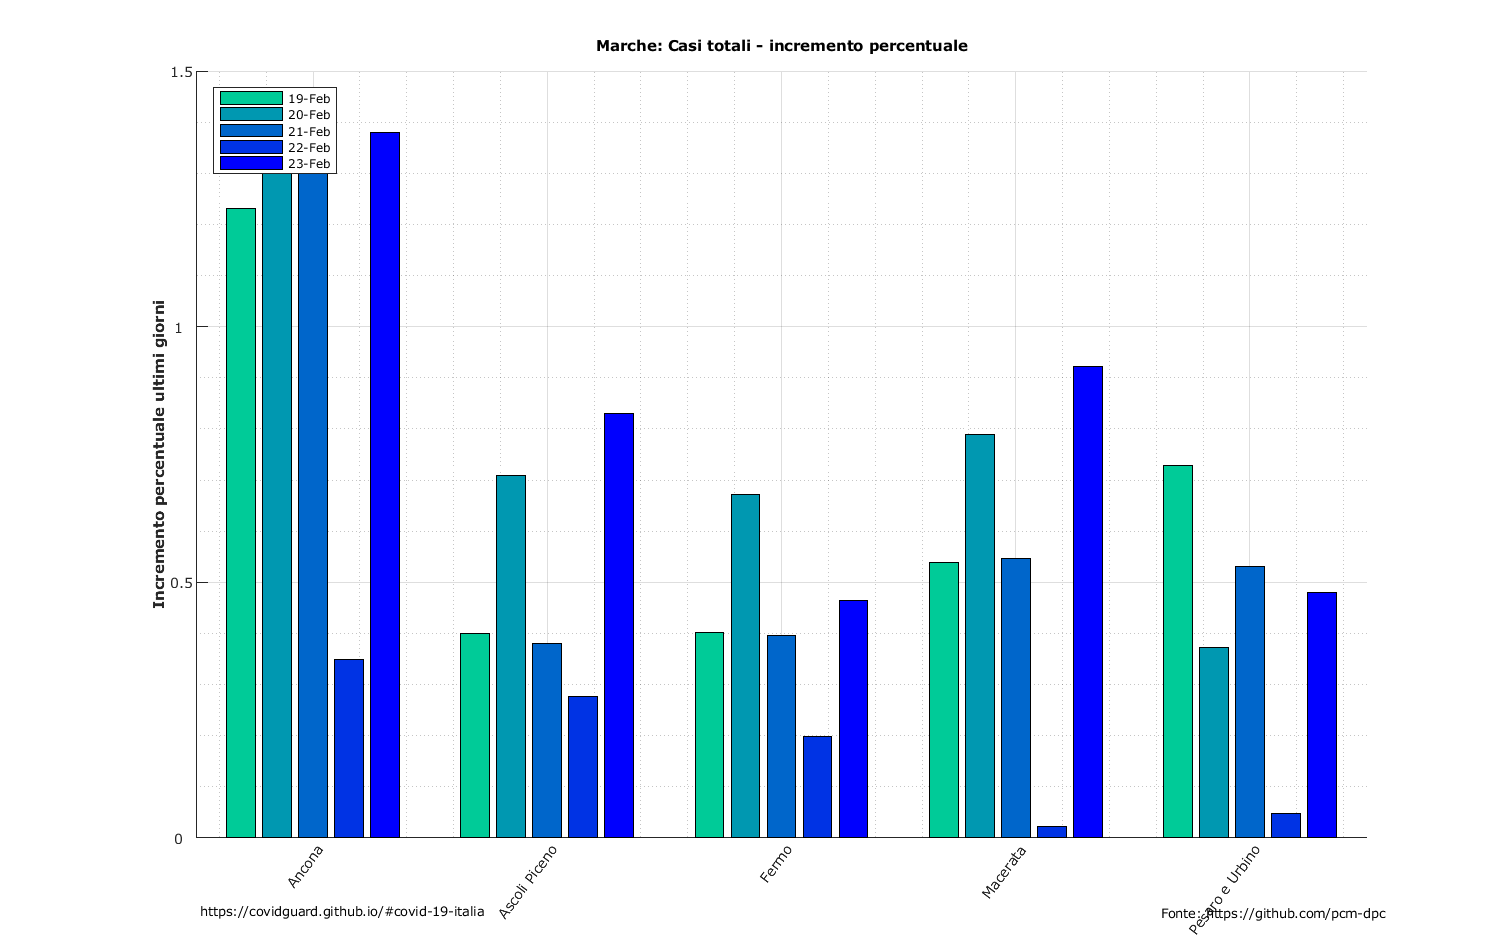 Marche: Casi totali - incremento percentuale
Incremento percentuale ultimi giorni
1.5
1
0.5
0
19-Feb
20-Feb
21-Feb
22-Feb
23-Feb
Ancona
Ascoli Piceno
Fermo
Macerata
Pesaro e Urbino
https://covidguard.github.io/#covid-19-italia
Fonte: https://github.com/pcm-dpc